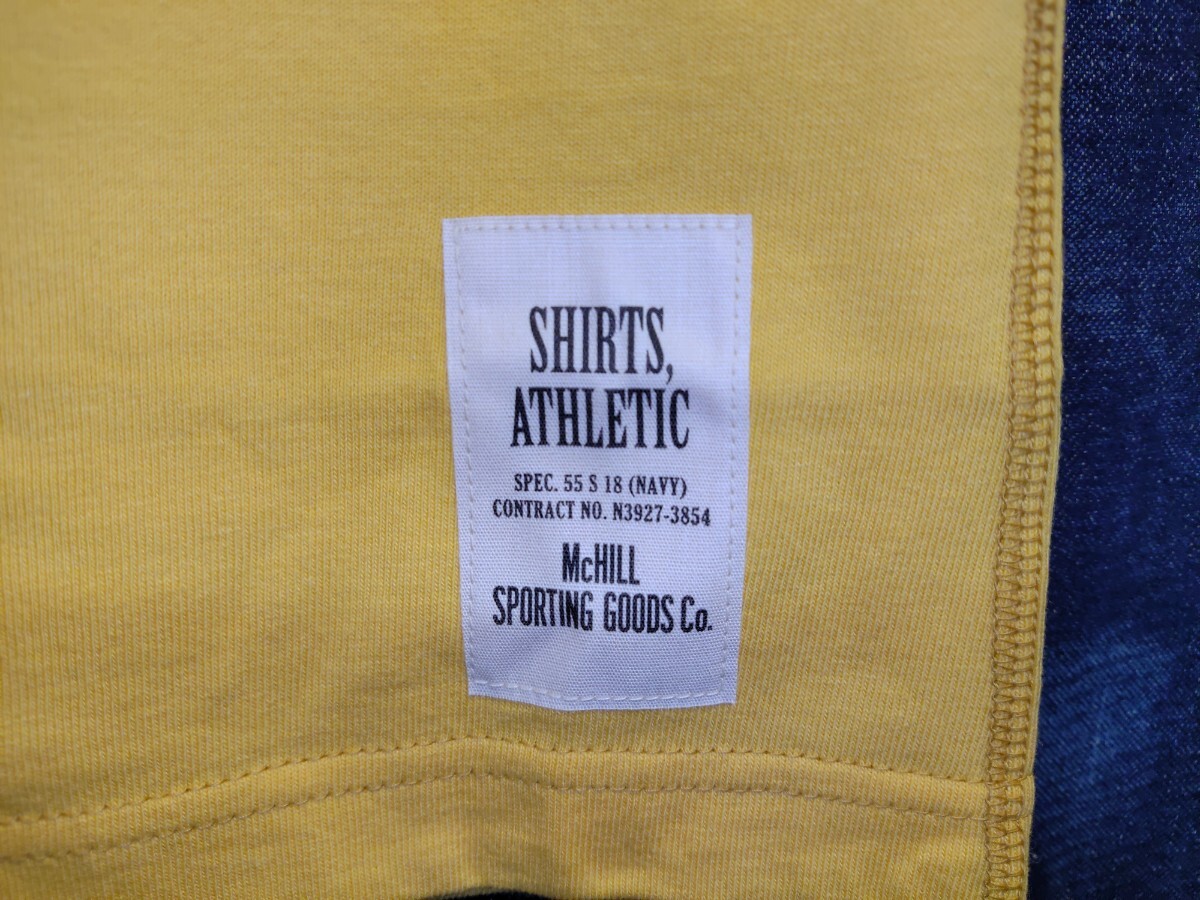 SHIRTS,
ATHLETIC
SPEC. 55 S 18 (NAVY)
CONTRACT NO. N3927-3854
McHILL
SPORTING GOODS Co.